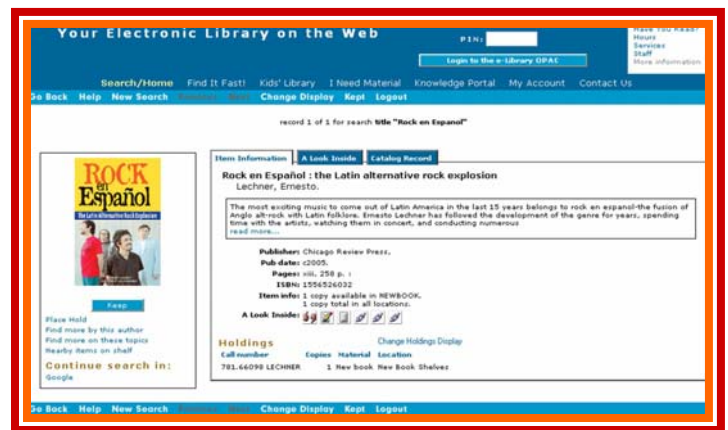 Your Electronic Library on the Web
PIN:
Login to the e-Library OPAC
Have You Read?
Hours
Services
Staff
More information
Search/Home Find It Fast! Kids' Library I Need Material Knowledge Portal My Account Contact Us
Go Back Help New Search Change Display Kept Logout
record 1 of 1 for search title "Rock en Espanol"
ROCK
en
Español
The Latin Alternative Rock Explosion
Keep
Place Hold
Find more by this author
Find more on these topics
Nearby items on shelf
Continue search in:
Google
Item Information A Look Inside Catalog Record
Rock en Español : the Latin alternative rock explosion
Lechner, Ernesto.
The most exciting music to come out of Latin America in the last 15 years belongs to rock en espanol-the fusion of
Anglo alt-rock with Latin folklore. Ernesto Lechner has followed the development of the genre for years, spending
time with the artists, watching them in concert, and conducting numerous
read more...
Publisher: Chicago Review Press,
Pub date: c2005.
Pages: xiii, 258 p. :
ISBN: 1556526032
Item info: 1 copy available in NEWBOOK.
1 copy total in all locations.
A Look Inside:
Holdings Change Holdings Display
Call number Copies Material Location
781.66098 LECHNER 1 New book New Book Shelves
Go Back Help New Search Change Display Kept Logout